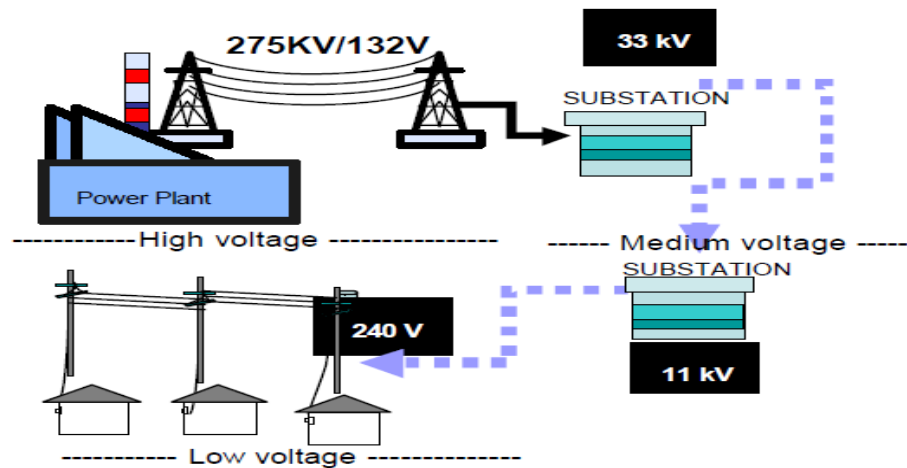 275KV/132V
33 kV
SUBSTATION
Power Plant
------------High voltage ---------------
------ Medium voltage -----
SUBSTATION
240 V
11 kV
----------- Low voltage ---------------